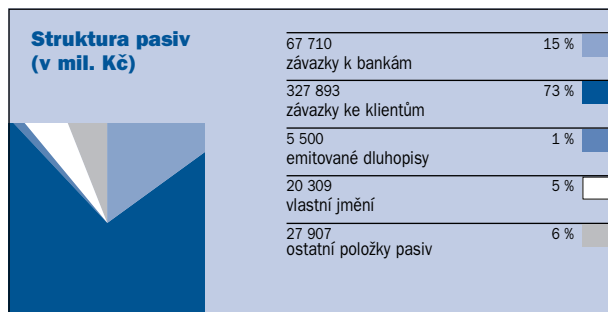 Struktura pasiv
(v mil. Kč)
67 710 15 %
závazky k bankám
327 893 73 %
závazky ke klientům
5 500 1 %
emitované dluhopisy
20 309 5 %
vlastní jmění
27 907 6 %
ostatní položky pasiv